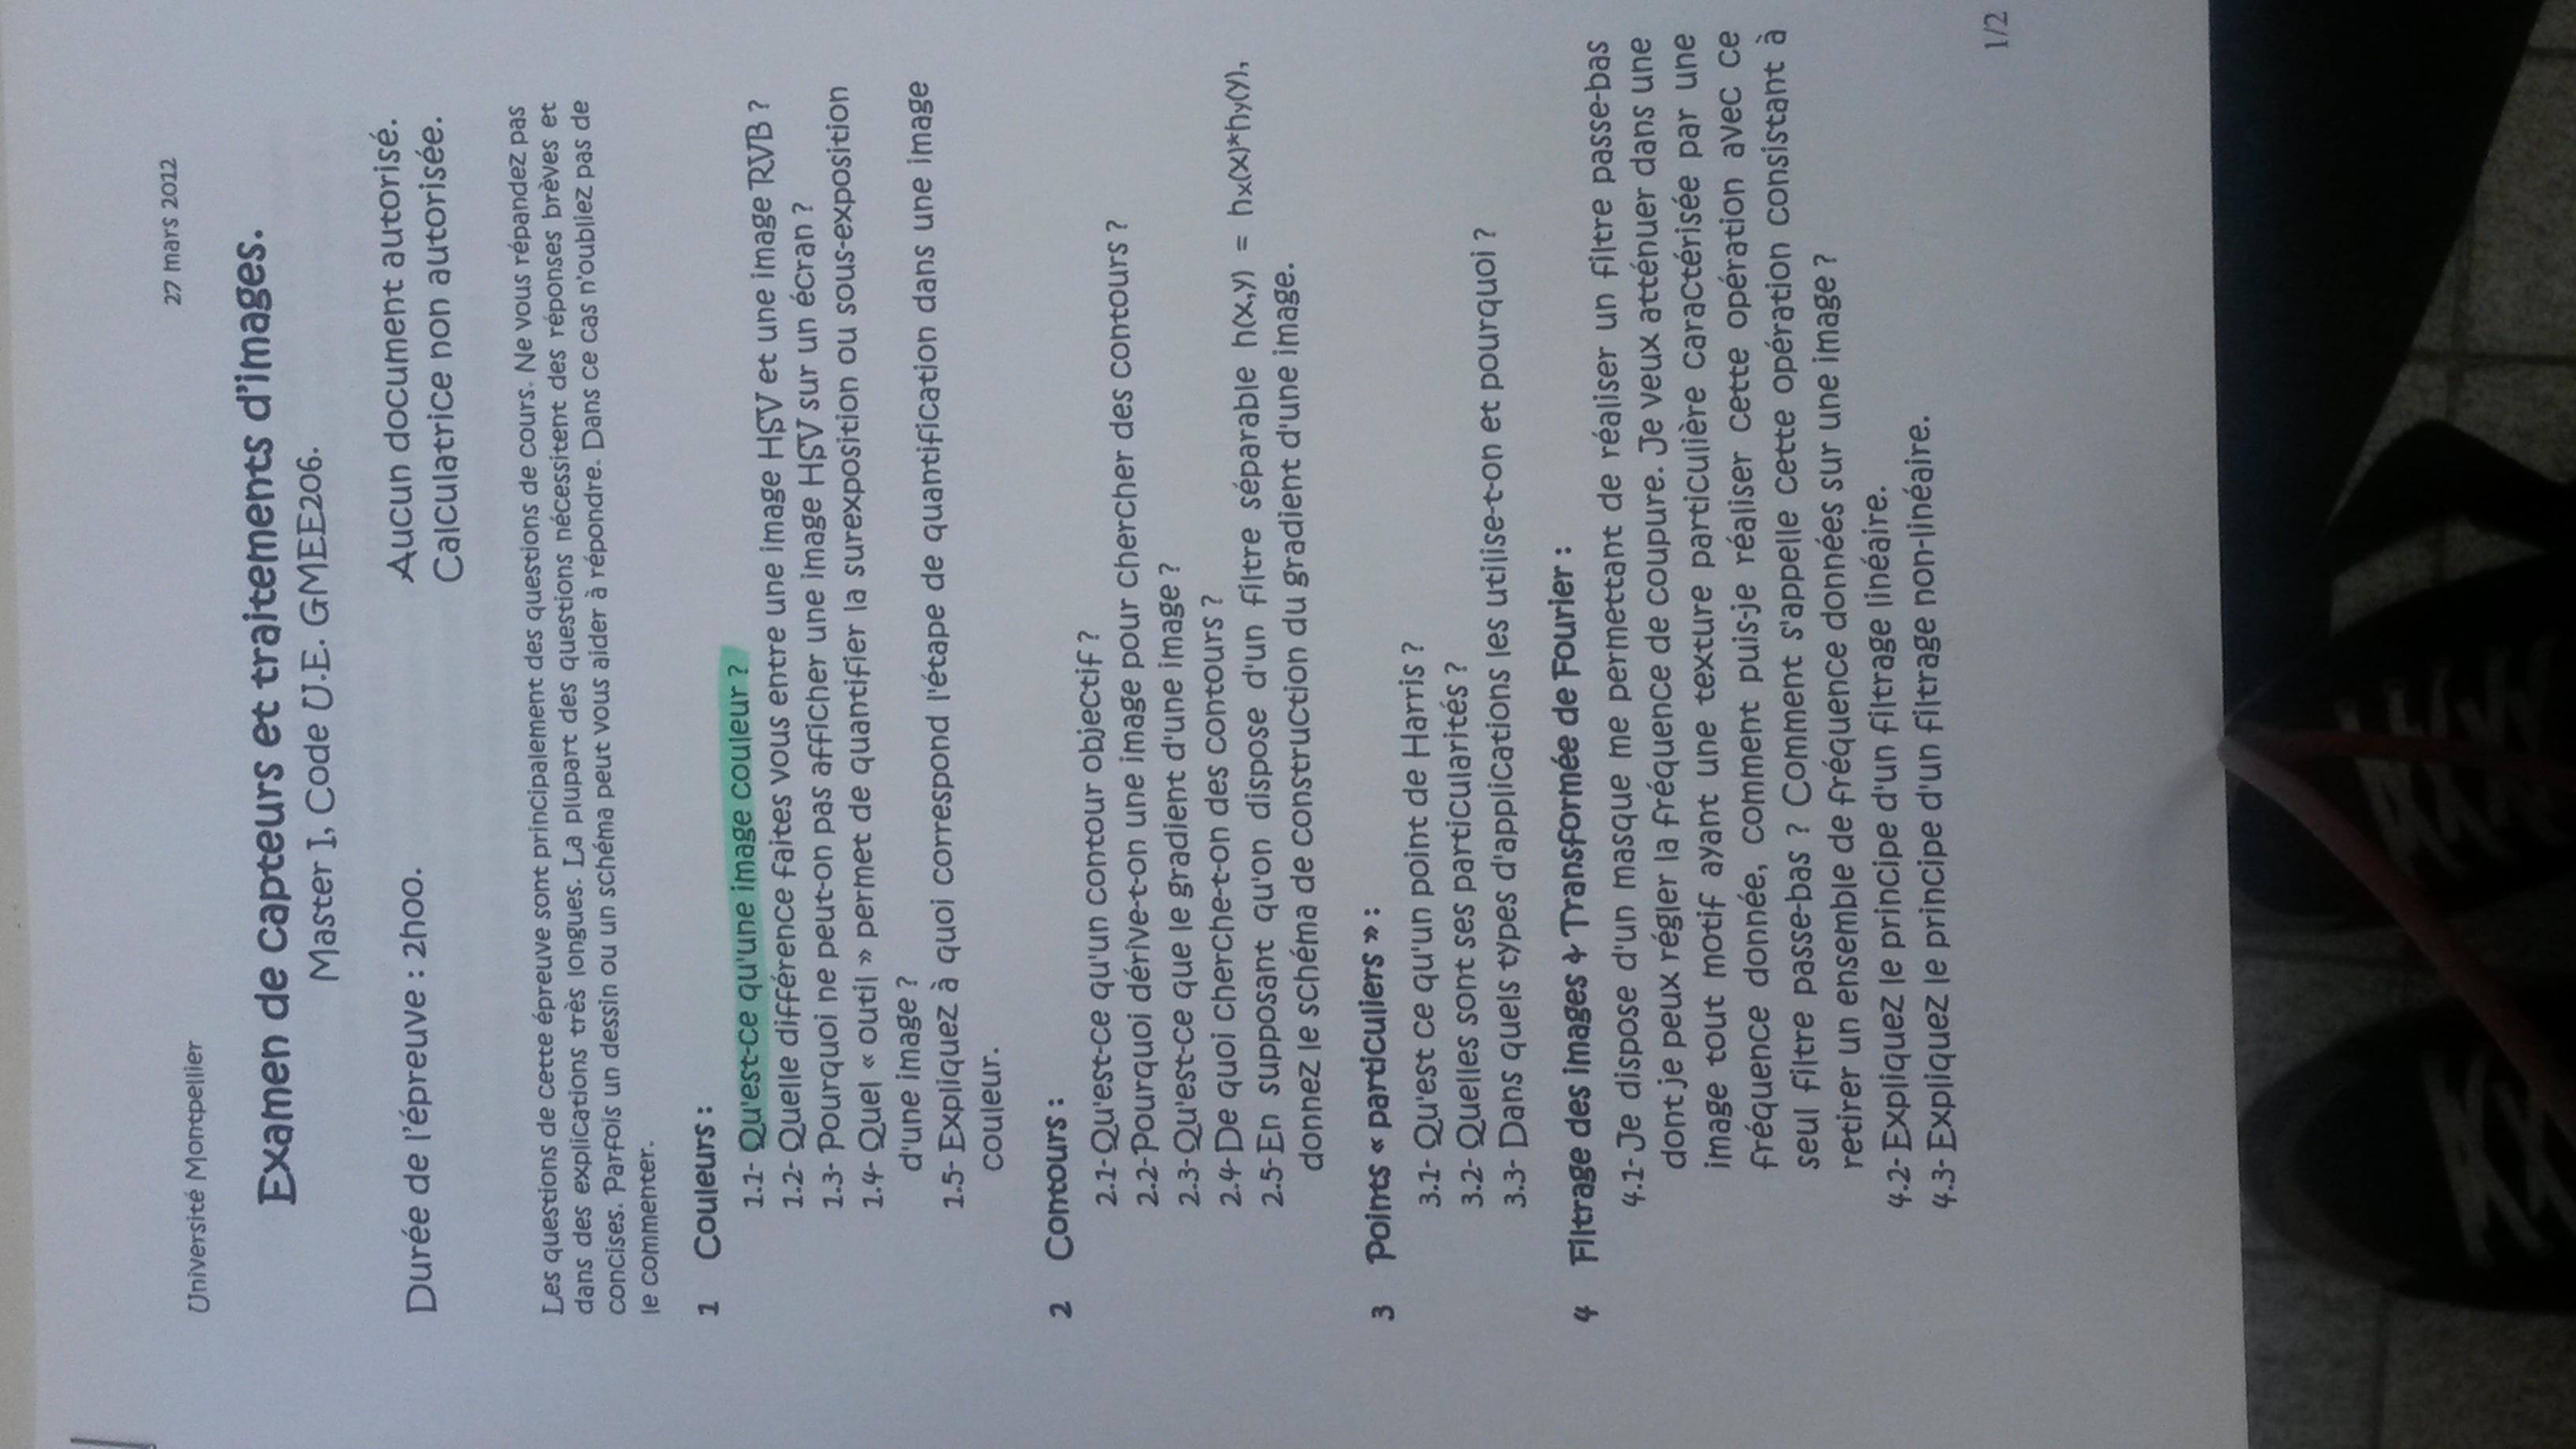 Université Montpellier 27 mars 2012
Examen de capteurs et traitements d'images.
Master I, Code U.E. GMEE206.
Durée de l'épreuve : 2h00. Aucun document autorisé.
Calculatrice non autorisée.
Les questions de cette épreuve sont principalement des questions de cours. Ne vous répandez pas
dans des explications très longues. La plupart des questions nécessitent des réponses brèves et
concises. Parfois un dessin ou un schéma peut vous aider à répondre. Dans ce cas n'oubliez pas de
le commenter.
1 Couleurs :
1.1- Qu'est-ce qu'une image couleur ?
1.2- Quelle différence faites vous entre une image HSV et une image RVB ?
1.3- Pourquoi ne peut-on pas afficher une image HSV sur un écran ?
1.4- Quel « outil » permet de quantifier la surexposition ou sous-exposition
d'une image ?
1.5- Expliquez à quoi correspond l'étape de quantification dans une image
couleur.
2 Contours :
2.1-Qu'est-ce qu'un contour objectif ?
2.2-Pourquoi dérive-t-on une image pour chercher des contours ?
2.3-Qu'est-ce que le gradient d'une image ?
2.4-De quoi cherche-t-on des contours ?
2.5-En supposant qu'on dispose d'un filtre séparable h(x,y) = hx(x)*hy(y),
donnez le schéma de construction du gradient d'une image.
3 Points « particuliers » :
3.1- Qu'est ce qu'un point de Harris ?
3.2- Quelles sont ses particularités ?
3.3- Dans quels types d'applications les utilise-t-on et pourquoi ?
4 Filtrage des images & Transformée de Fourier :
4.1-Je dispose d'un masque me permettant de réaliser un filtre passe-bas
dont je peux régler la fréquence de coupure. Je veux atténuer dans une
image tout motif ayant une texture particulière caractérisée par une
fréquence donnée, comment puis-je réaliser cette opération avec ce
seul filtre passe-bas ? Comment s'appelle cette opération consistant à
retirer un ensemble de fréquence données sur une image ?
4.2-Expliquez le principe d'un filtrage linéaire.
4.3-Expliquez le principe d'un filtrage non-linéaire.
1/2